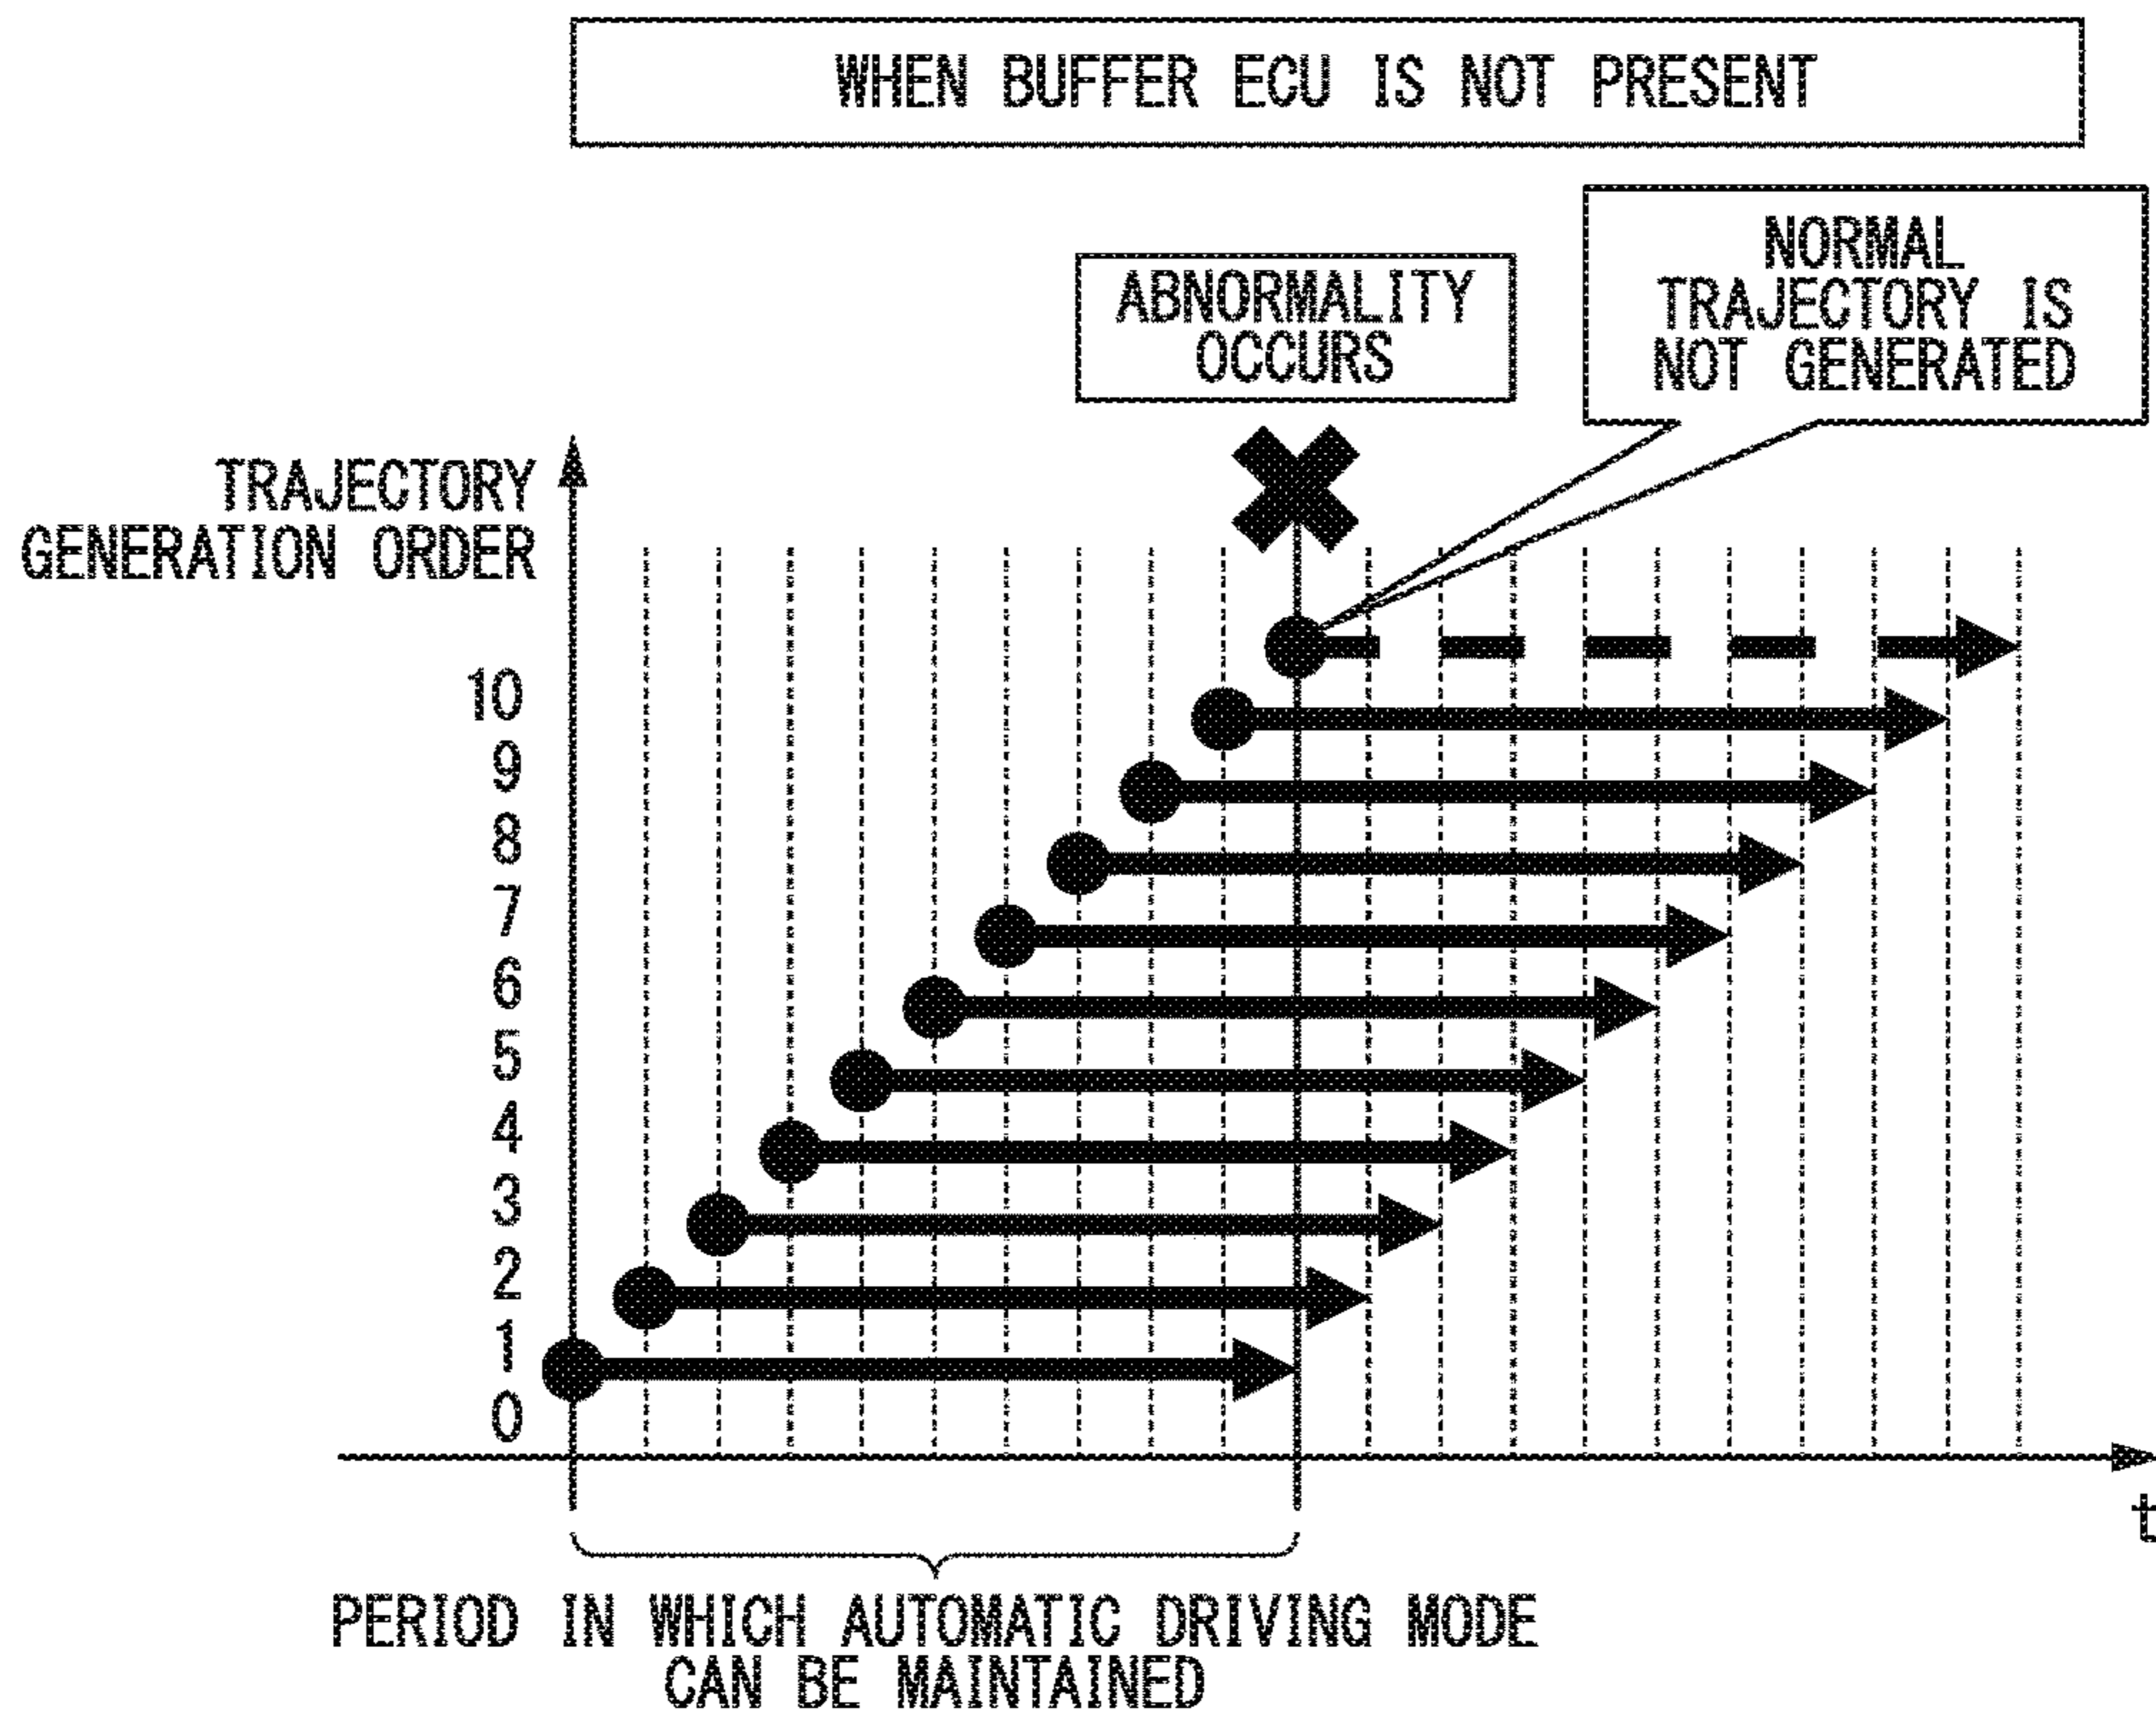 WHEN BUFFER ECU IS NOT PRESENT
NORMAL
TRAJECTORY IS
NOT GENERATED
ABNORMALITY
OCCURS
TRAJECTORY
GENERATION ORDER
10
9
8
7
6
5
4
3
2
1
0
t
PERIOD IN WHICH AUTOMATIC DRIVING MODE
CAN BE MAINTAINED